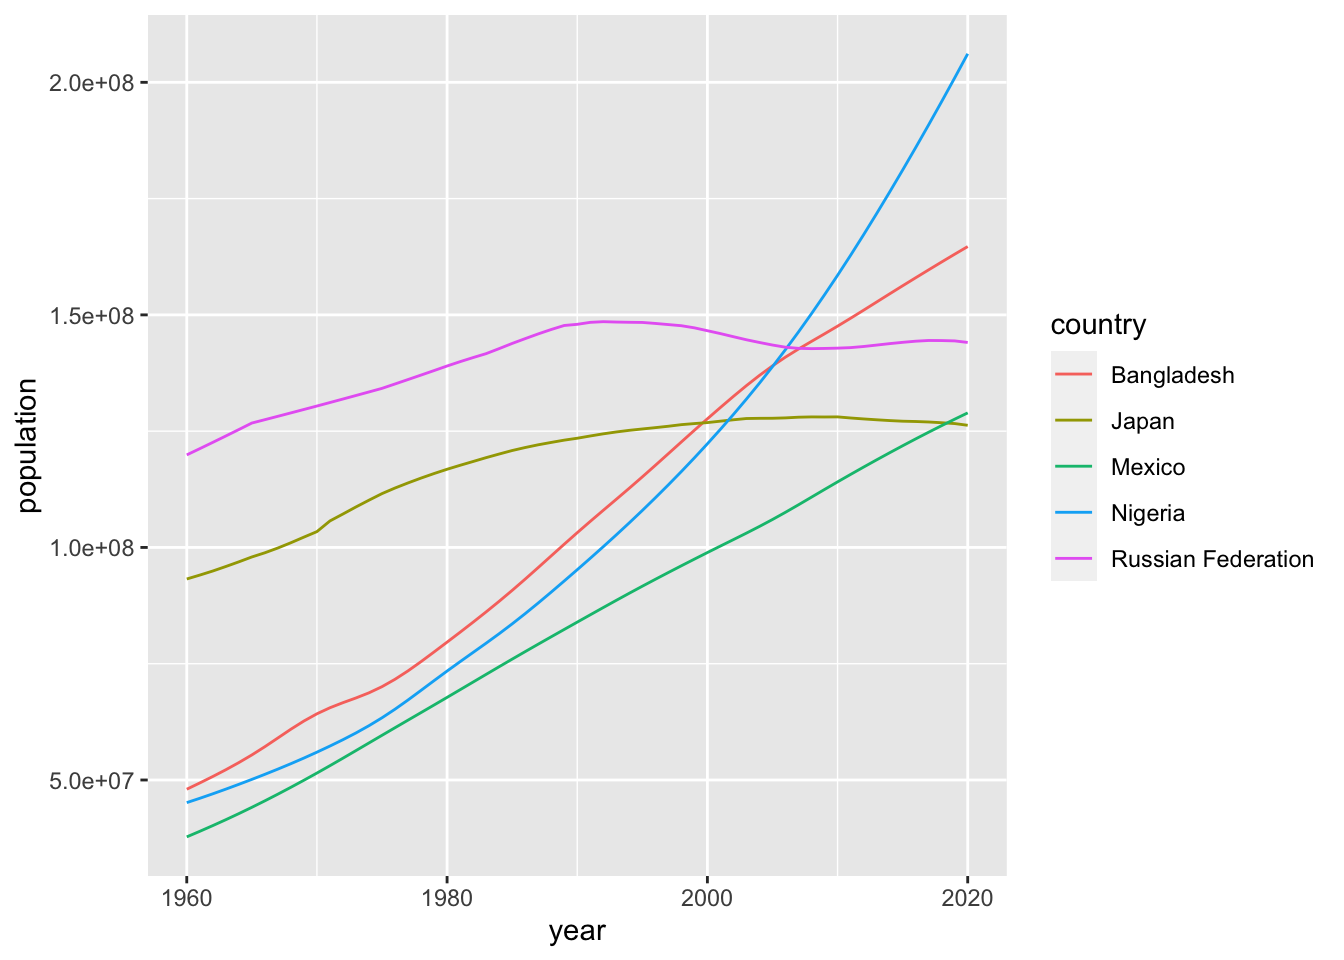 population
2.0e+08
1.5e+08
1.0e+08
5.0e+07
1960 1980 2000 2020
year
country
Bangladesh
Japan
Mexico
Nigeria
Russian Federation